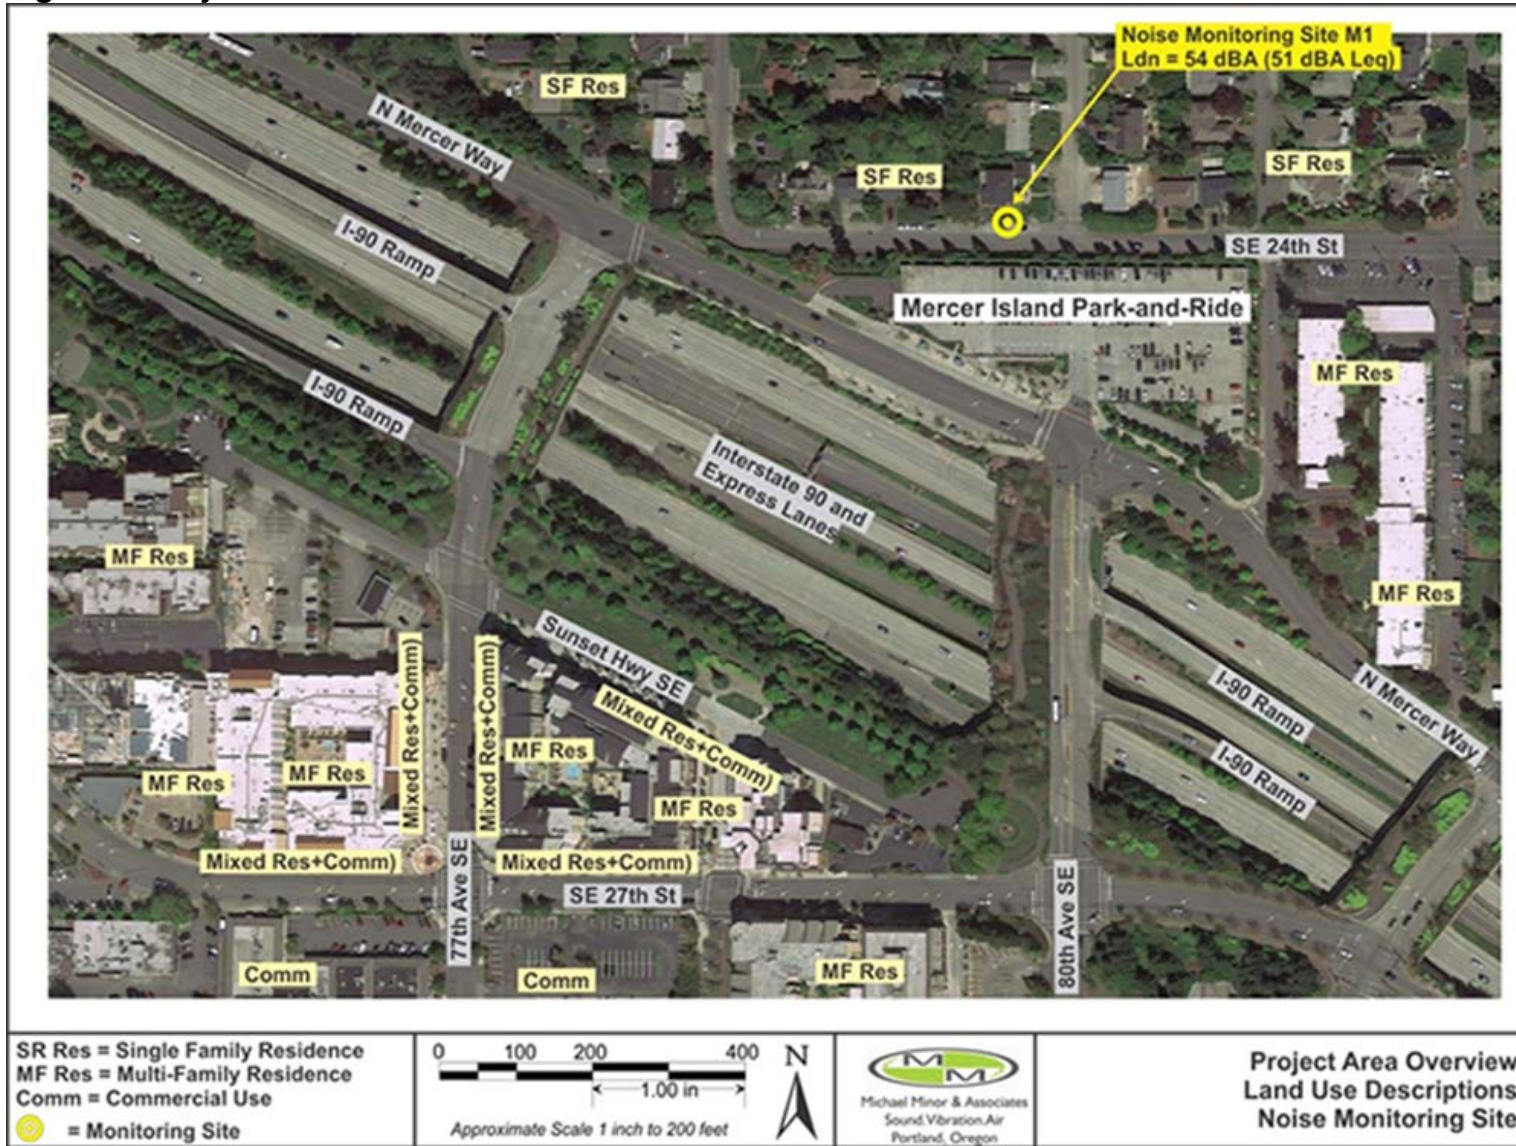 Noise Monitoring Site M1
Ldn = 54 dBA (51 dBA Leq)
SF Res
N Mercer Way
SF Res
SF Res
I-90 Ramp
SE 24th St
Mercer Island Park-and-Ride
I-90 Ramp
MF Res
Interstate 90 and
Express Lanes
MF Res
MF Res
Sunset Hwy SE
Mixed Res+Comm)
Mixed Res+Comm)
Mixed Res+Comm)
I-90 Ramp
N Mercer Way
MF Res
MF Res
MF Res
I-90 Ramp
MF Res
Mixed Res+Comm)
Mixed Res+Comm)
77th Ave SE
SE 27th St
80th Ave SE
Comm
Comm
MF Res
SR Res = Single Family Residence
MF Res = Multi-Family Residence
Comm = Commercial Use
= Monitoring Site
0 100 200 400
1.00 in
Approximate Scale 1 inch to 200 feet
N
M M
Michael Minor & Associates
Sound.Vibration.Air
Portland, Oregon
Project Area Overview
Land Use Descriptions
Noise Monitoring Site